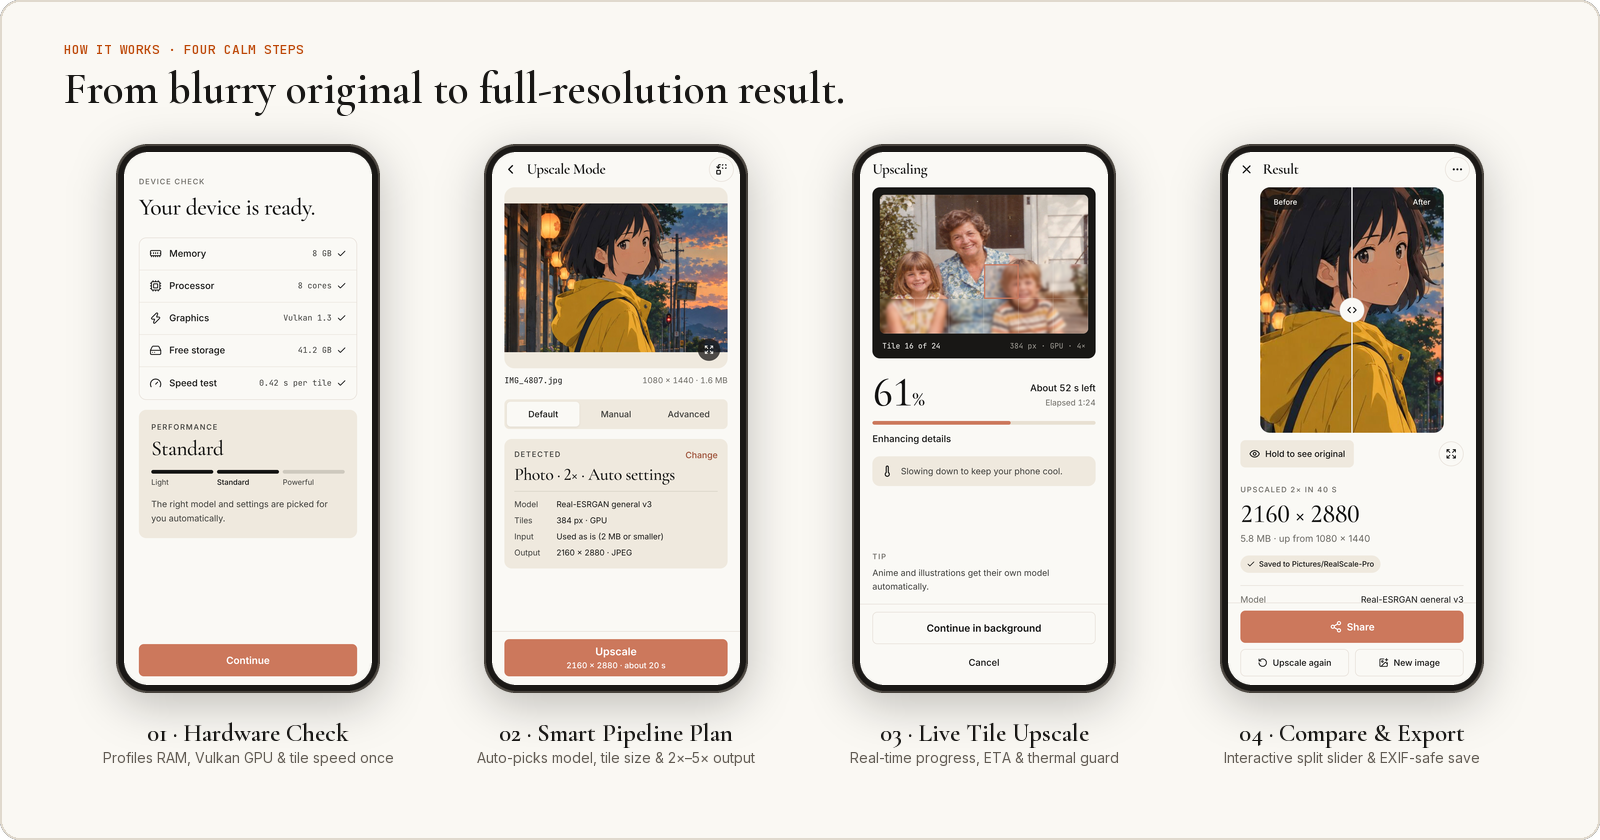 HOW IT WORKS · FOUR CALM STEPS
From blurry original to full-resolution result.
DEVICE CHECK
Your device is ready.
Memory 8 GB
Processor 8 cores
Graphics Vulkan 1.3
Free storage 41.2 GB
Speed test 0.42 s per tile
PERFORMANCE
Standard
Light Standard Powerful
The right model and settings are picked for
you automatically.
Continue
01 · Hardware Check
Profiles RAM, Vulkan GPU & tile speed once
Upscale Mode
IMG_4807.jpg 1080 × 1440 · 1.6 MB
Default Manual Advanced
DETECTED Change
Photo · 2× · Auto settings
Model Real-ESRGAN general v3
Tiles 384 px · GPU
Input Used as is (2 MB or smaller)
Output 2160 × 2880 · JPEG
Upscale
2160 × 2880 · about 20 s
02 · Smart Pipeline Plan
Auto-picks model, tile size & 2×–5× output
Upscaling
Tile 16 of 24 384 px · GPU · 4×
61% About 52 s left
Elapsed 1:24
Enhancing details
Slowing down to keep your phone cool.
TIP
Anime and illustrations get their own model
automatically.
Continue in background
Cancel
03 · Live Tile Upscale
Real-time progress, ETA & thermal guard
Result
Before After
Hold to see original
UPSCALED 2× IN 40 S
2160 × 2880
5.8 MB · up from 1080 × 1440
Saved to Pictures/RealScale-Pro
Model Real-ESRGAN general v3
Share
Upscale again New image
04 · Compare & Export
Interactive split slider & EXIF-safe save